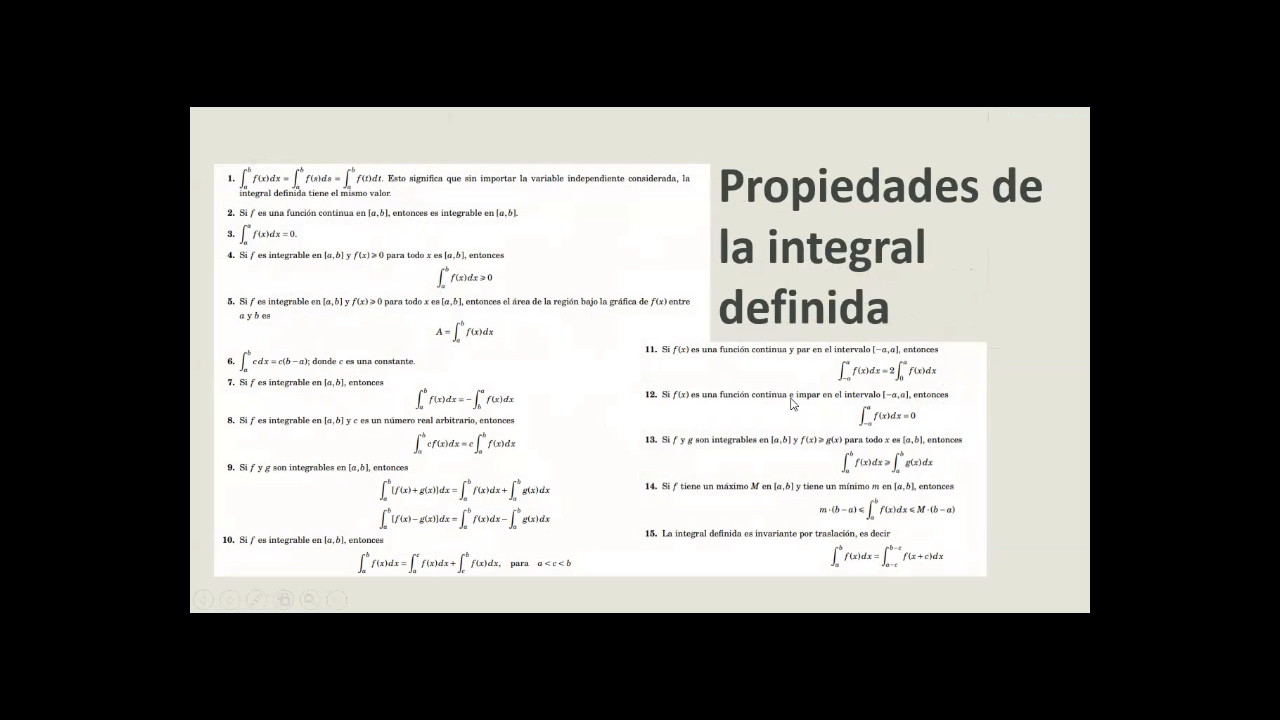 Propiedades de
la integral
definida
1. ∫_a^b f(x)dx = ∫_a^b f(s)ds = ∫_a^b f(t)dt. Esto significa que sin importar la variable independiente considerada, la
integral definida tiene el mismo valor.
2. Si f es una función continua en [a,b], entonces es integrable en [a,b].
3. ∫_a^a f(x)dx = 0.
4. Si f es integrable en [a,b] y f(x) ⩾ 0 para todo x es [a,b], entonces
∫_a^b f(x)dx ⩾ 0
5. Si f es integrable en [a,b] y f(x) ⩾ 0 para todo x es [a,b], entonces el área de la región bajo la gráfica de f(x) entre
a y b es
A = ∫_a^b f(x)dx
6. ∫_a^b c dx = c(b−a); donde c es una constante.
7. Si f es integrable en [a,b], entonces
∫_a^b f(x)dx = −∫_b^a f(x)dx
8. Si f es integrable en [a,b] y c es un número real arbitrario, entonces
∫_a^b cf(x)dx = c∫_a^b f(x)dx
9. Si f y g son integrables en [a,b], entonces
∫_a^b [f(x)+g(x)]dx = ∫_a^b f(x)dx + ∫_a^b g(x)dx
∫_a^b [f(x)−g(x)]dx = ∫_a^b f(x)dx − ∫_a^b g(x)dx
10. Si f es integrable en [a,b], entonces
∫_a^b f(x)dx = ∫_a^c f(x)dx + ∫_c^b f(x)dx, para a < c < b
11. Si f(x) es una función continua y par en el intervalo [−a,a], entonces
∫_{−a}^a f(x)dx = 2∫_0^a f(x)dx
12. Si f(x) es una función continua e impar en el intervalo [−a,a], entonces
∫_{−a}^a f(x)dx = 0
13. Si f y g son integrables en [a,b] y f(x) ⩾ g(x) para todo x es [a,b], entonces
∫_a^b f(x)dx ⩾ ∫_a^b g(x)dx
14. Si f tiene un máximo M en [a,b] y tiene un mínimo m en [a,b], entonces
m·(b−a) ⩽ ∫_a^b f(x)dx ⩽ M·(b−a)
15. La integral definida es invariante por traslación, es decir
∫_a^b f(x)dx = ∫_{a−c}^{b−c} f(x+c)dx